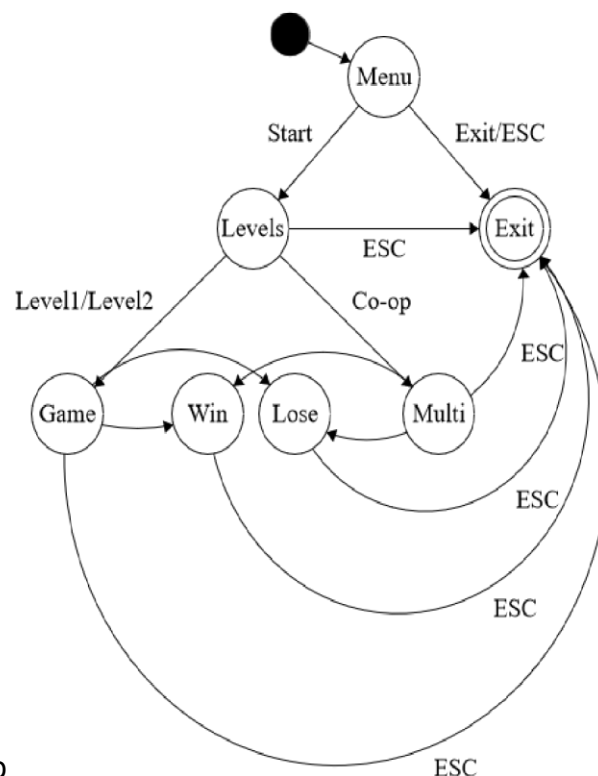 Menu
Start
Exit/ESC
Levels
Exit
ESC
Level1/Level2
Co-op
ESC
Game
Win
Lose
Multi
ESC
ESC
ESC